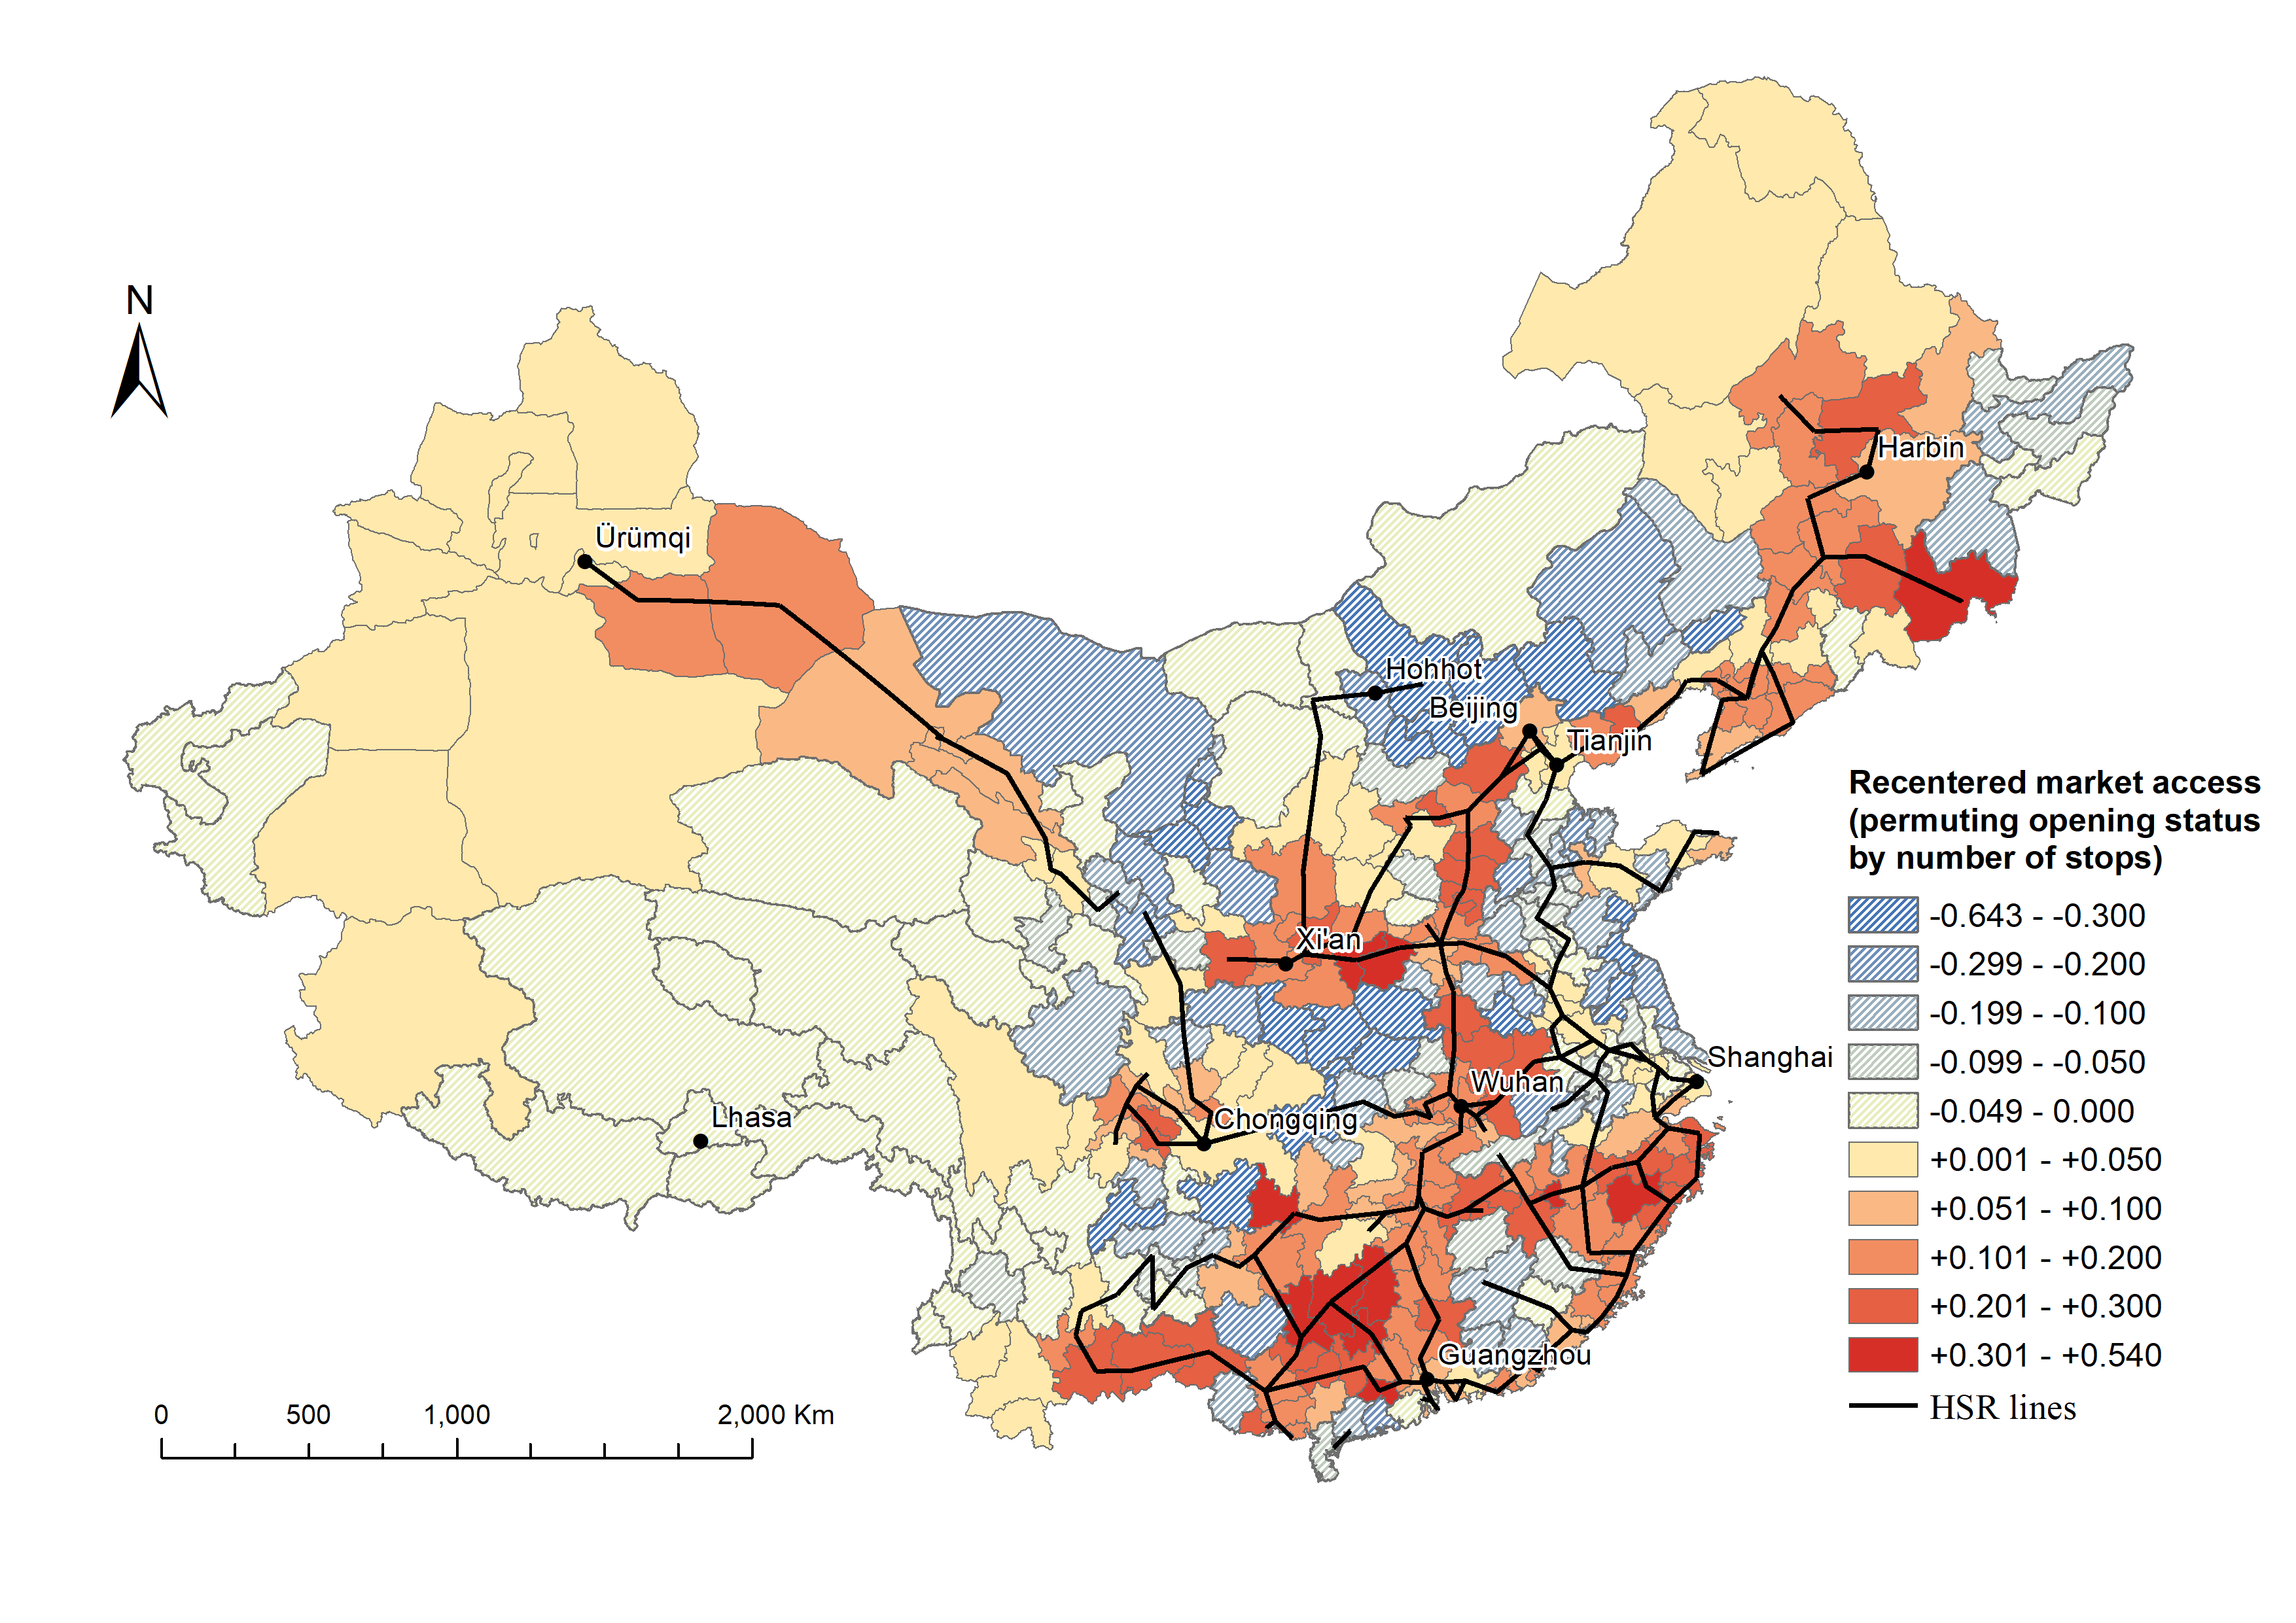 N
Harbin
Ürümqi
Hohhot
Beijing
Tianjin
Xi'an
Shanghai
Wuhan
Lhasa
Chongqing
Guangzhou
Recentered market access
(permuting opening status
by number of stops)
-0.643 - -0.300
-0.299 - -0.200
-0.199 - -0.100
-0.099 - -0.050
-0.049 - 0.000
+0.001 - +0.050
+0.051 - +0.100
+0.101 - +0.200
+0.201 - +0.300
+0.301 - +0.540
HSR lines
0 500 1,000 2,000 Km